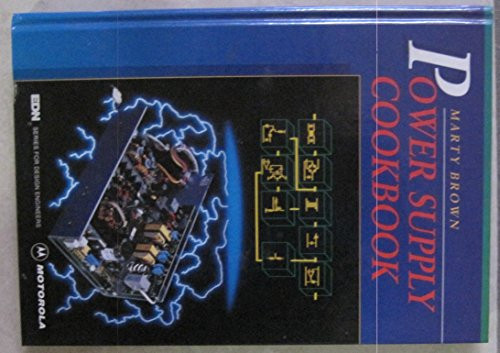 MARTY BROWN
POWER SUPPLY
COOKBOOK
EDN SERIES FOR DESIGN ENGINEERS
MOTOROLA